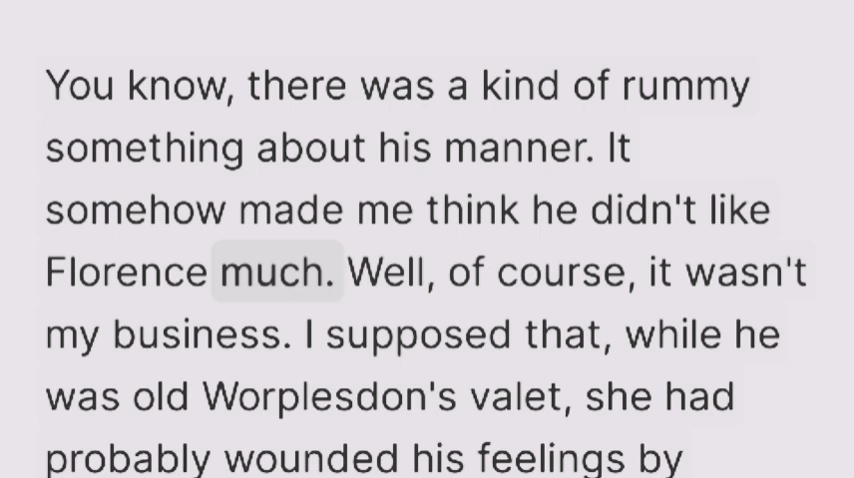 You know, there was a kind of rummy
something about his manner. It
somehow made me think he didn't like
Florence much. Well, of course, it wasn't
my business. I supposed that, while he
was old Worplesdon's valet, she had
probably wounded his feelings by